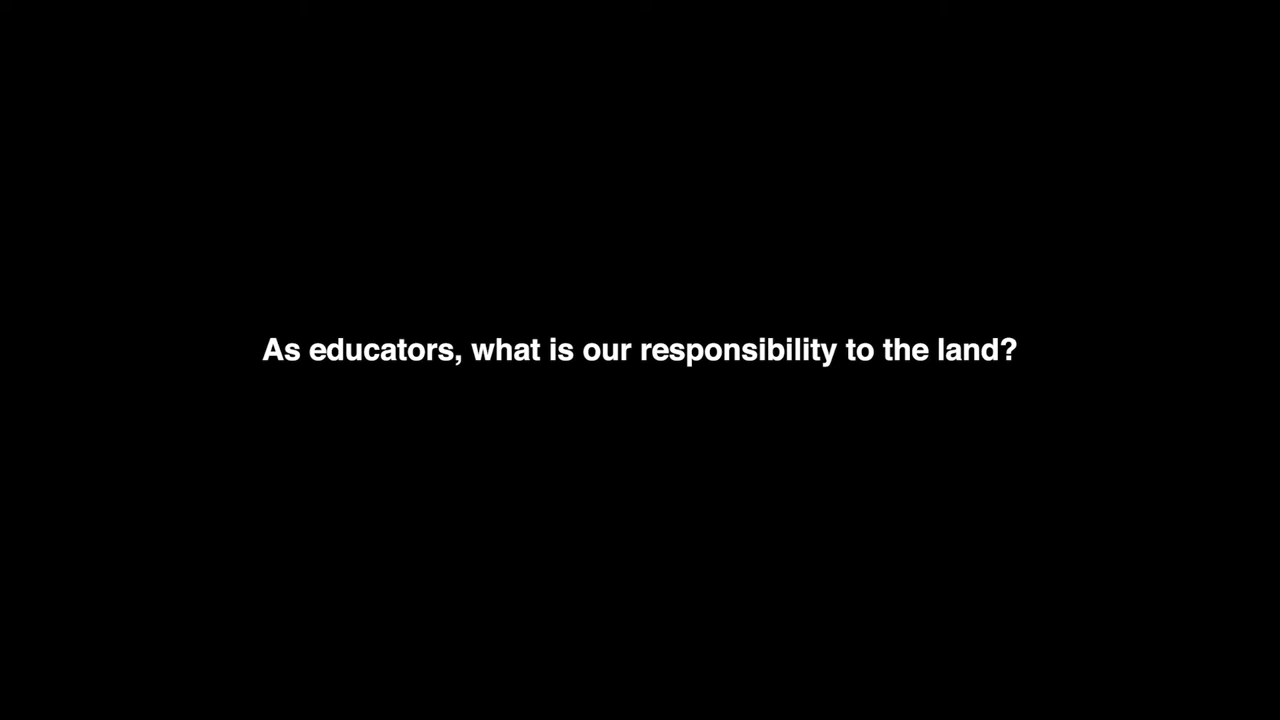 As educators, what is our responsibility to the land?